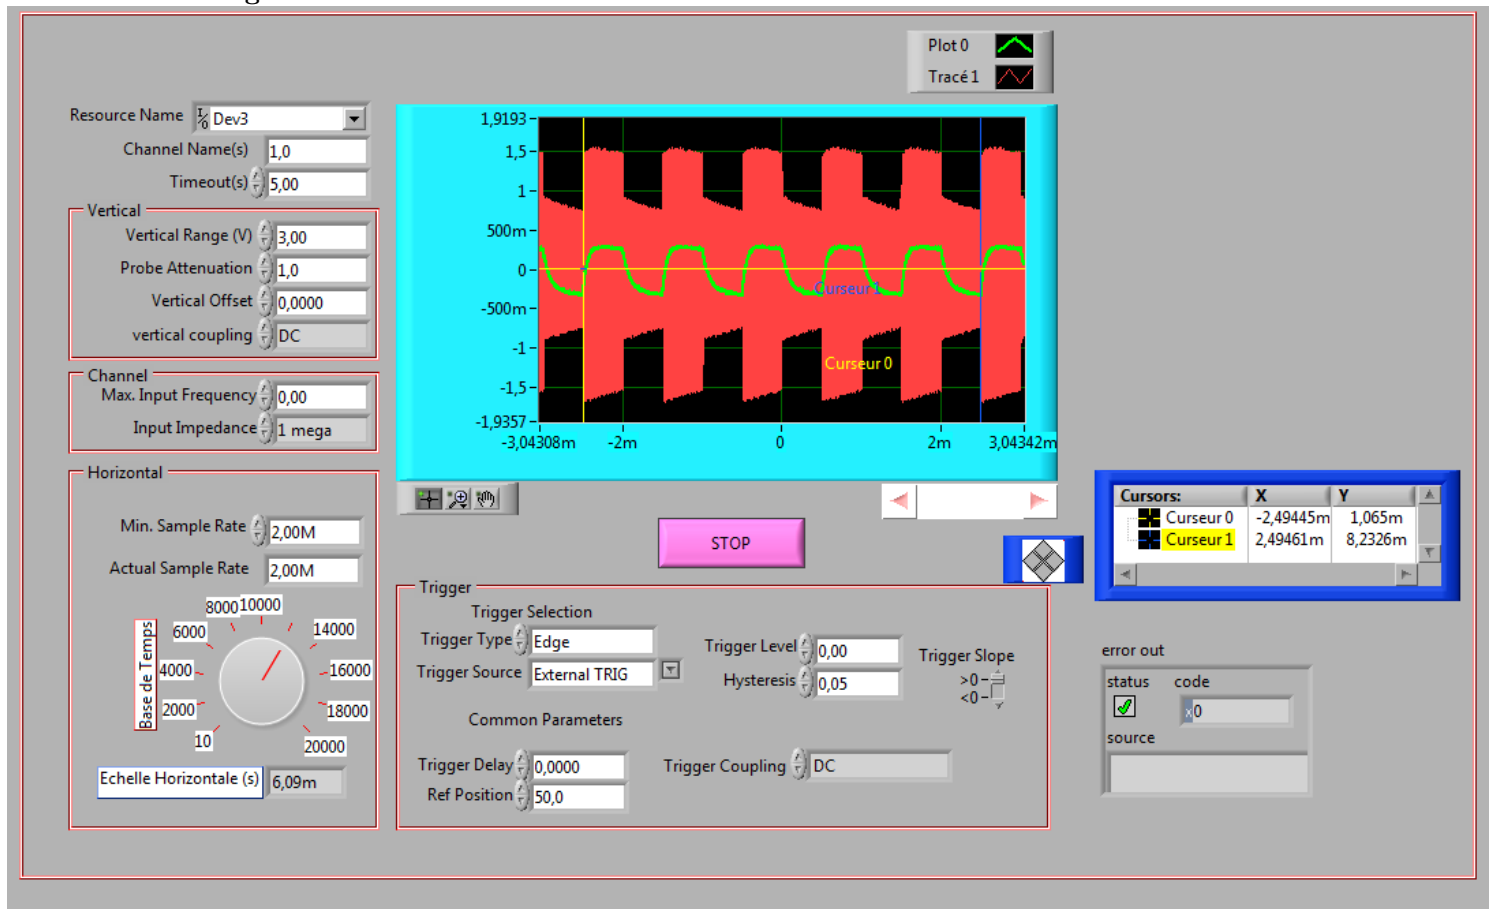 Plot 0
Tracé 1
Resource Name
I/0 Dev3
Channel Name(s) 1,0
Timeout(s) 5,00
Vertical
Vertical Range (V) 3,00
Probe Attenuation 1,0
Vertical Offset 0,0000
vertical coupling DC
Channel
Max. Input Frequency 0,00
Input Impedance 1 mega
Horizontal
Min. Sample Rate 2,00M
Actual Sample Rate 2,00M
Base de Temps
10
2000
4000
6000
8000
10000
14000
16000
18000
20000
Echelle Horizontale (s) 6,09m
1,9193
1,5
1
500m
0
-500m
-1
-1,5
-1,9357
-3,04308m
-2m
0
2m
3,04342m
Curseur 1
Curseur 0
STOP
Trigger
Trigger Selection
Trigger Type Edge
Trigger Source External TRIG
Trigger Level 0,00
Hysteresis 0,05
Trigger Slope
>0
<0
Common Parameters
Trigger Delay 0,0000
Ref Position 50,0
Trigger Coupling DC
Cursors: X Y
Curseur 0 -2,49445m 1,065m
Curseur 1 2,49461m 8,2326m
error out
status code
x0
source